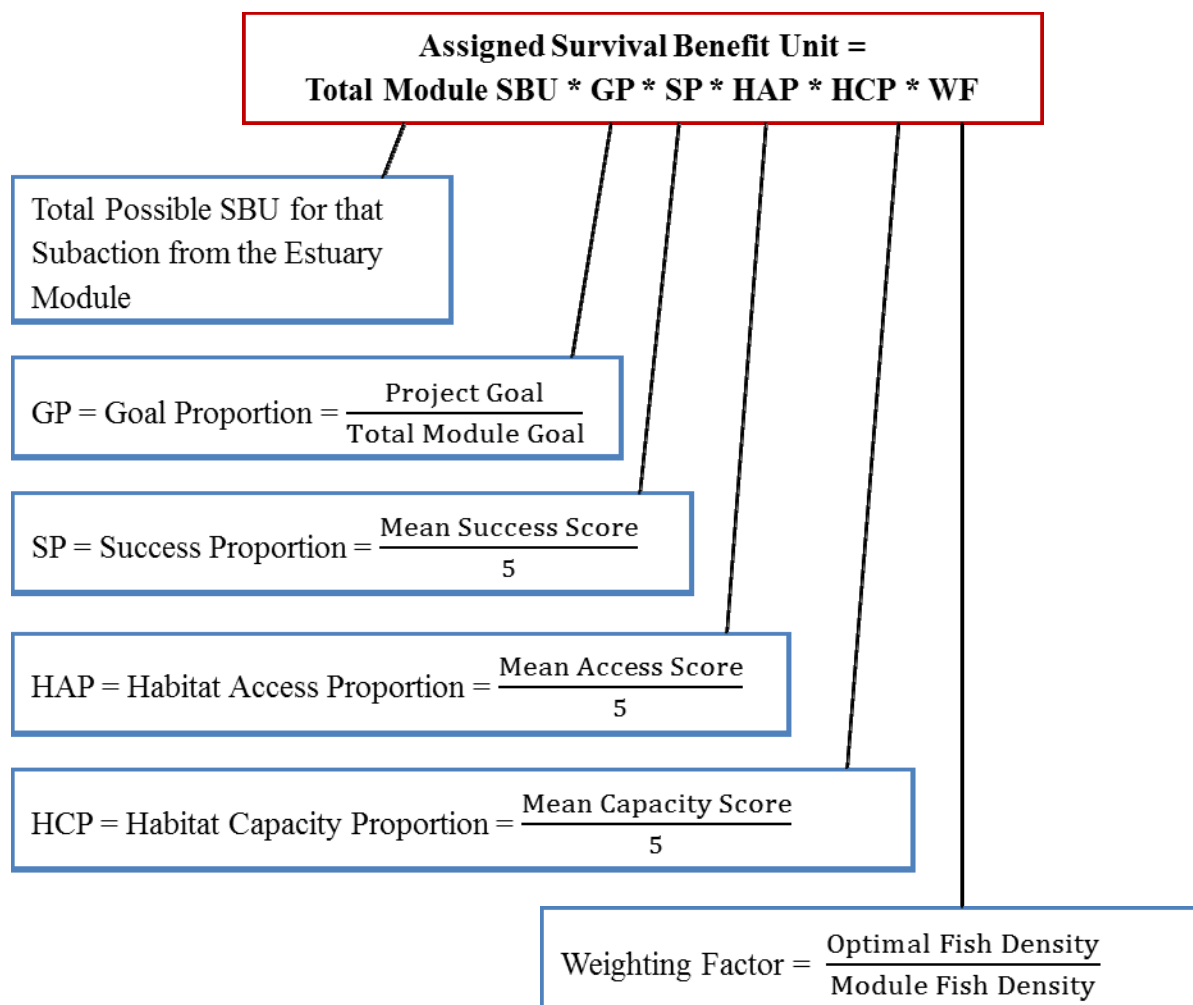 Assigned Survival Benefit Unit =
Total Module SBU * GP * SP * HAP * HCP * WF
Total Possible SBU for that
Subaction from the Estuary
Module
GP = Goal Proportion = Project Goal / Total Module Goal
SP = Success Proportion = Mean Success Score / 5
HAP = Habitat Access Proportion = Mean Access Score / 5
HCP = Habitat Capacity Proportion = Mean Capacity Score / 5
Weighting Factor = Optimal Fish Density / Module Fish Density